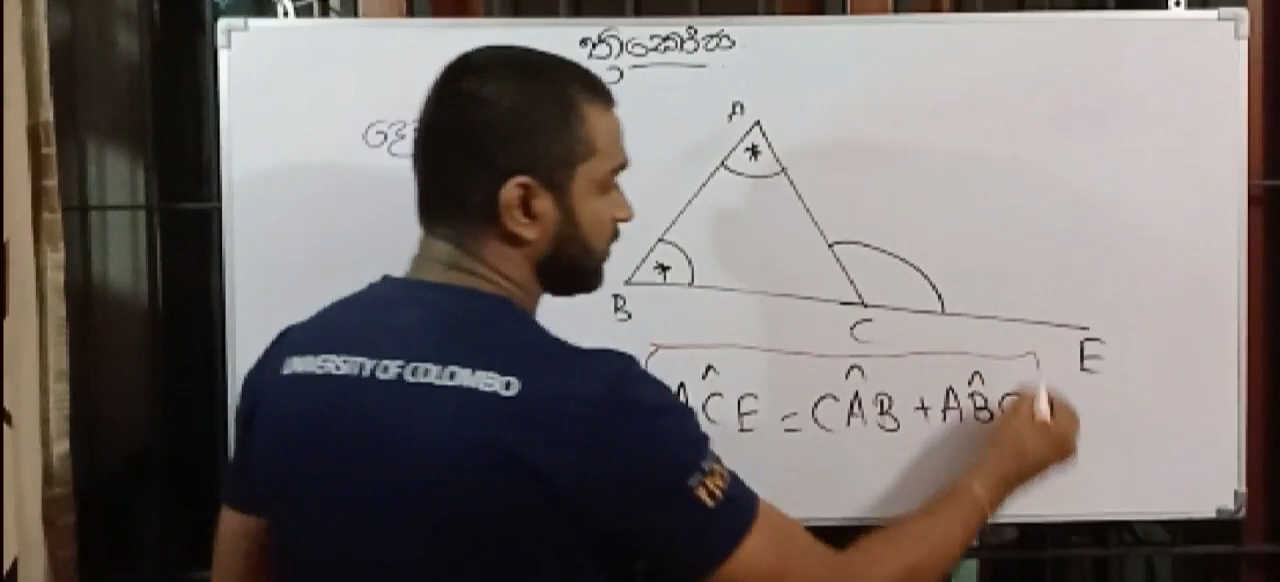 ත්‍රිකෝණ
A
B
C
E
AĈE = CÂB + AB̂C
UNIVERSITY OF COLOMBO